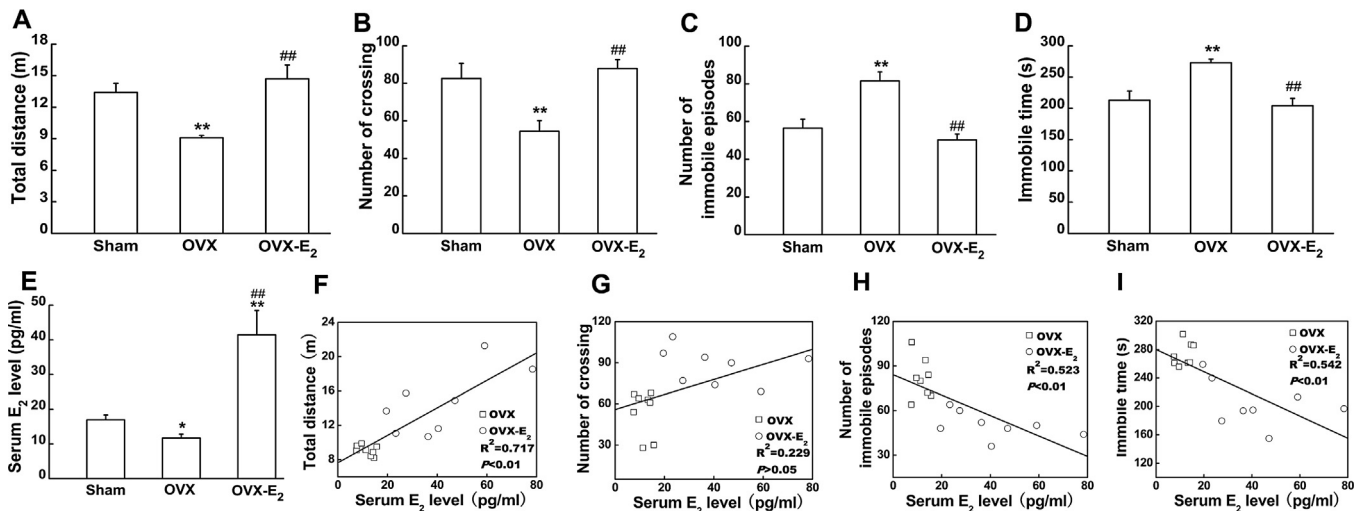 A
Total distance (m)
18
15
12
9
6
3
0
**
##
Sham
OVX
OVX-E2
B
Number of crossing
100
80
60
40
20
0
**
##
Sham
OVX
OVX-E2
C
Number of
immobile episodes
100
80
60
40
20
0
**
##
Sham
OVX
OVX-E2
D
Immobile time (s)
300
250
200
150
100
50
0
**
##
Sham
OVX
OVX-E2
E
Serum E2 level (pg/ml)
50
40
30
20
10
0
*
##
**
Sham
OVX
OVX-E2
F
Total distance (m)
24
20
16
12
8
4
0
20
40
60
80
OVX
OVX-E2
R2=0.717
P<0.01
Serum E2 level (pg/ml)
G
Number of crossing
120
90
60
30
0
20
40
60
80
OVX
OVX-E2
R2=0.229
P>0.05
Serum E2 level (pg/ml)
H
Number of
immobile episodes
120
90
60
30
0
20
40
60
80
OVX
OVX-E2
R2=0.523
P<0.01
Serum E2 level (pg/ml)
I
Immobile time (s)
320
280
240
200
160
100
0
20
40
60
80
OVX
OVX-E2
R2=0.542
P<0.01
Serum E2 level (pg/ml)